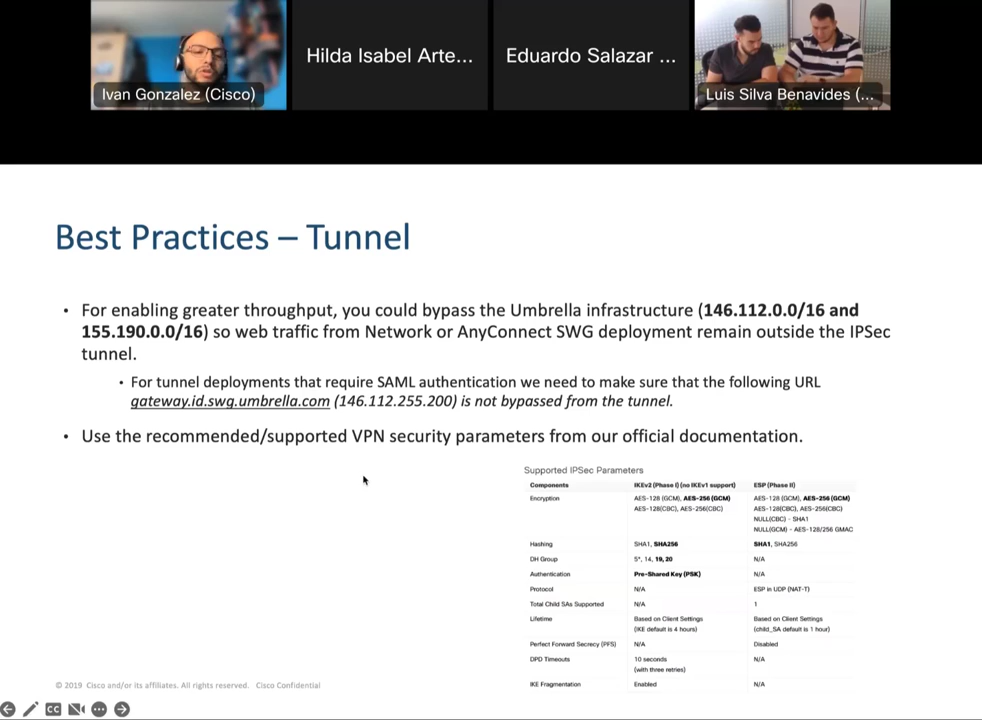 Ivan Gonzalez (Cisco)
Hilda Isabel Arte...
Eduardo Salazar ...
Luis Silva Benavides (...
Best Practices – Tunnel
• For enabling greater throughput, you could bypass the Umbrella infrastructure (146.112.0.0/16 and
155.190.0.0/16) so web traffic from Network or AnyConnect SWG deployment remain outside the IPSec
tunnel.
• For tunnel deployments that require SAML authentication we need to make sure that the following URL
gateway.id.swg.umbrella.com (146.112.255.200) is not bypassed from the tunnel.
• Use the recommended/supported VPN security parameters from our official documentation.
Supported IPSec Parameters
Components IKEv2 (Phase I) (no IKEv1 support) ESP (Phase II)
Encryption AES-128 (GCM), AES-256 (GCM) AES-128 (GCM), AES-256 (GCM)
AES-128(CBC), AES-256(CBC) AES-128(CBC), AES-256(CBC)
NULL(CBC) - SHA1
NULL(GCM) - AES-128/256 GMAC
Hashing SHA1, SHA256 SHA1, SHA256
DH Group 5*, 14, 19, 20 N/A
Authentication Pre-Shared Key (PSK) N/A
Protocol N/A ESP in UDP (NAT-T)
Total Child SAs Supported N/A 1
Lifetime Based on Client Settings Based on Client Settings
(IKE default is 4 hours) (child_SA default is 1 hour)
Perfect Forward Secrecy (PFS) N/A Disabled
DPD Timeouts 10 seconds N/A
(with three retries)
IKE Fragmentation Enabled N/A
© 2019 Cisco and/or its affiliates. All rights reserved. Cisco Confidential
CC